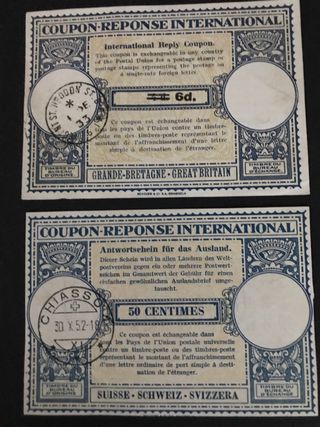 COUPON-REPONSE INTERNATIONAL
International Reply Coupon.
This coupon is exchangeable in any country
of the Postal Union for a postage stamp or
postage stamps representing the postage on
a single-rate foreign letter.
6d.
Ce coupon est échangeable dans
tous les pays de l'Union contre un timbre-
poste ou des timbres-poste représentant le
montant de l'affranchissement d'une lettre
simple à destination de l'étranger.
TIMBRE DU
BUREAU
D'ORIGINE
GRANDE-BRETAGNE - GREAT BRITAIN
TIMBRE DU
BUREAU
D'ÉCHANGE
COUPON-REPONSE INTERNATIONAL
Antwortschein für das Ausland.
Dieser Schein wird in allen Ländern des Welt-
postvereins gegen ein oder mehrere Postwert-
zeichen im Gesamtwert der Gebühr für einen
einfachen gewöhnlichen Auslandsbrief umge-
tauscht.
50 CENTIMES
CHIASSO
30 X 52-18
Ce coupon est échangeable dans
tous les Pays de l'Union postale universelle
contre un timbre-poste ou des timbres-poste
représentant le montant de l'affranchissement
d'une lettre ordinaire de port simple à desti-
nation de l'étranger.
TIMBRE DU
BUREAU
D'ORIGINE
SUISSE - SCHWEIZ - SVIZZERA
TIMBRE DU
BUREAU
D'ÉCHANGE